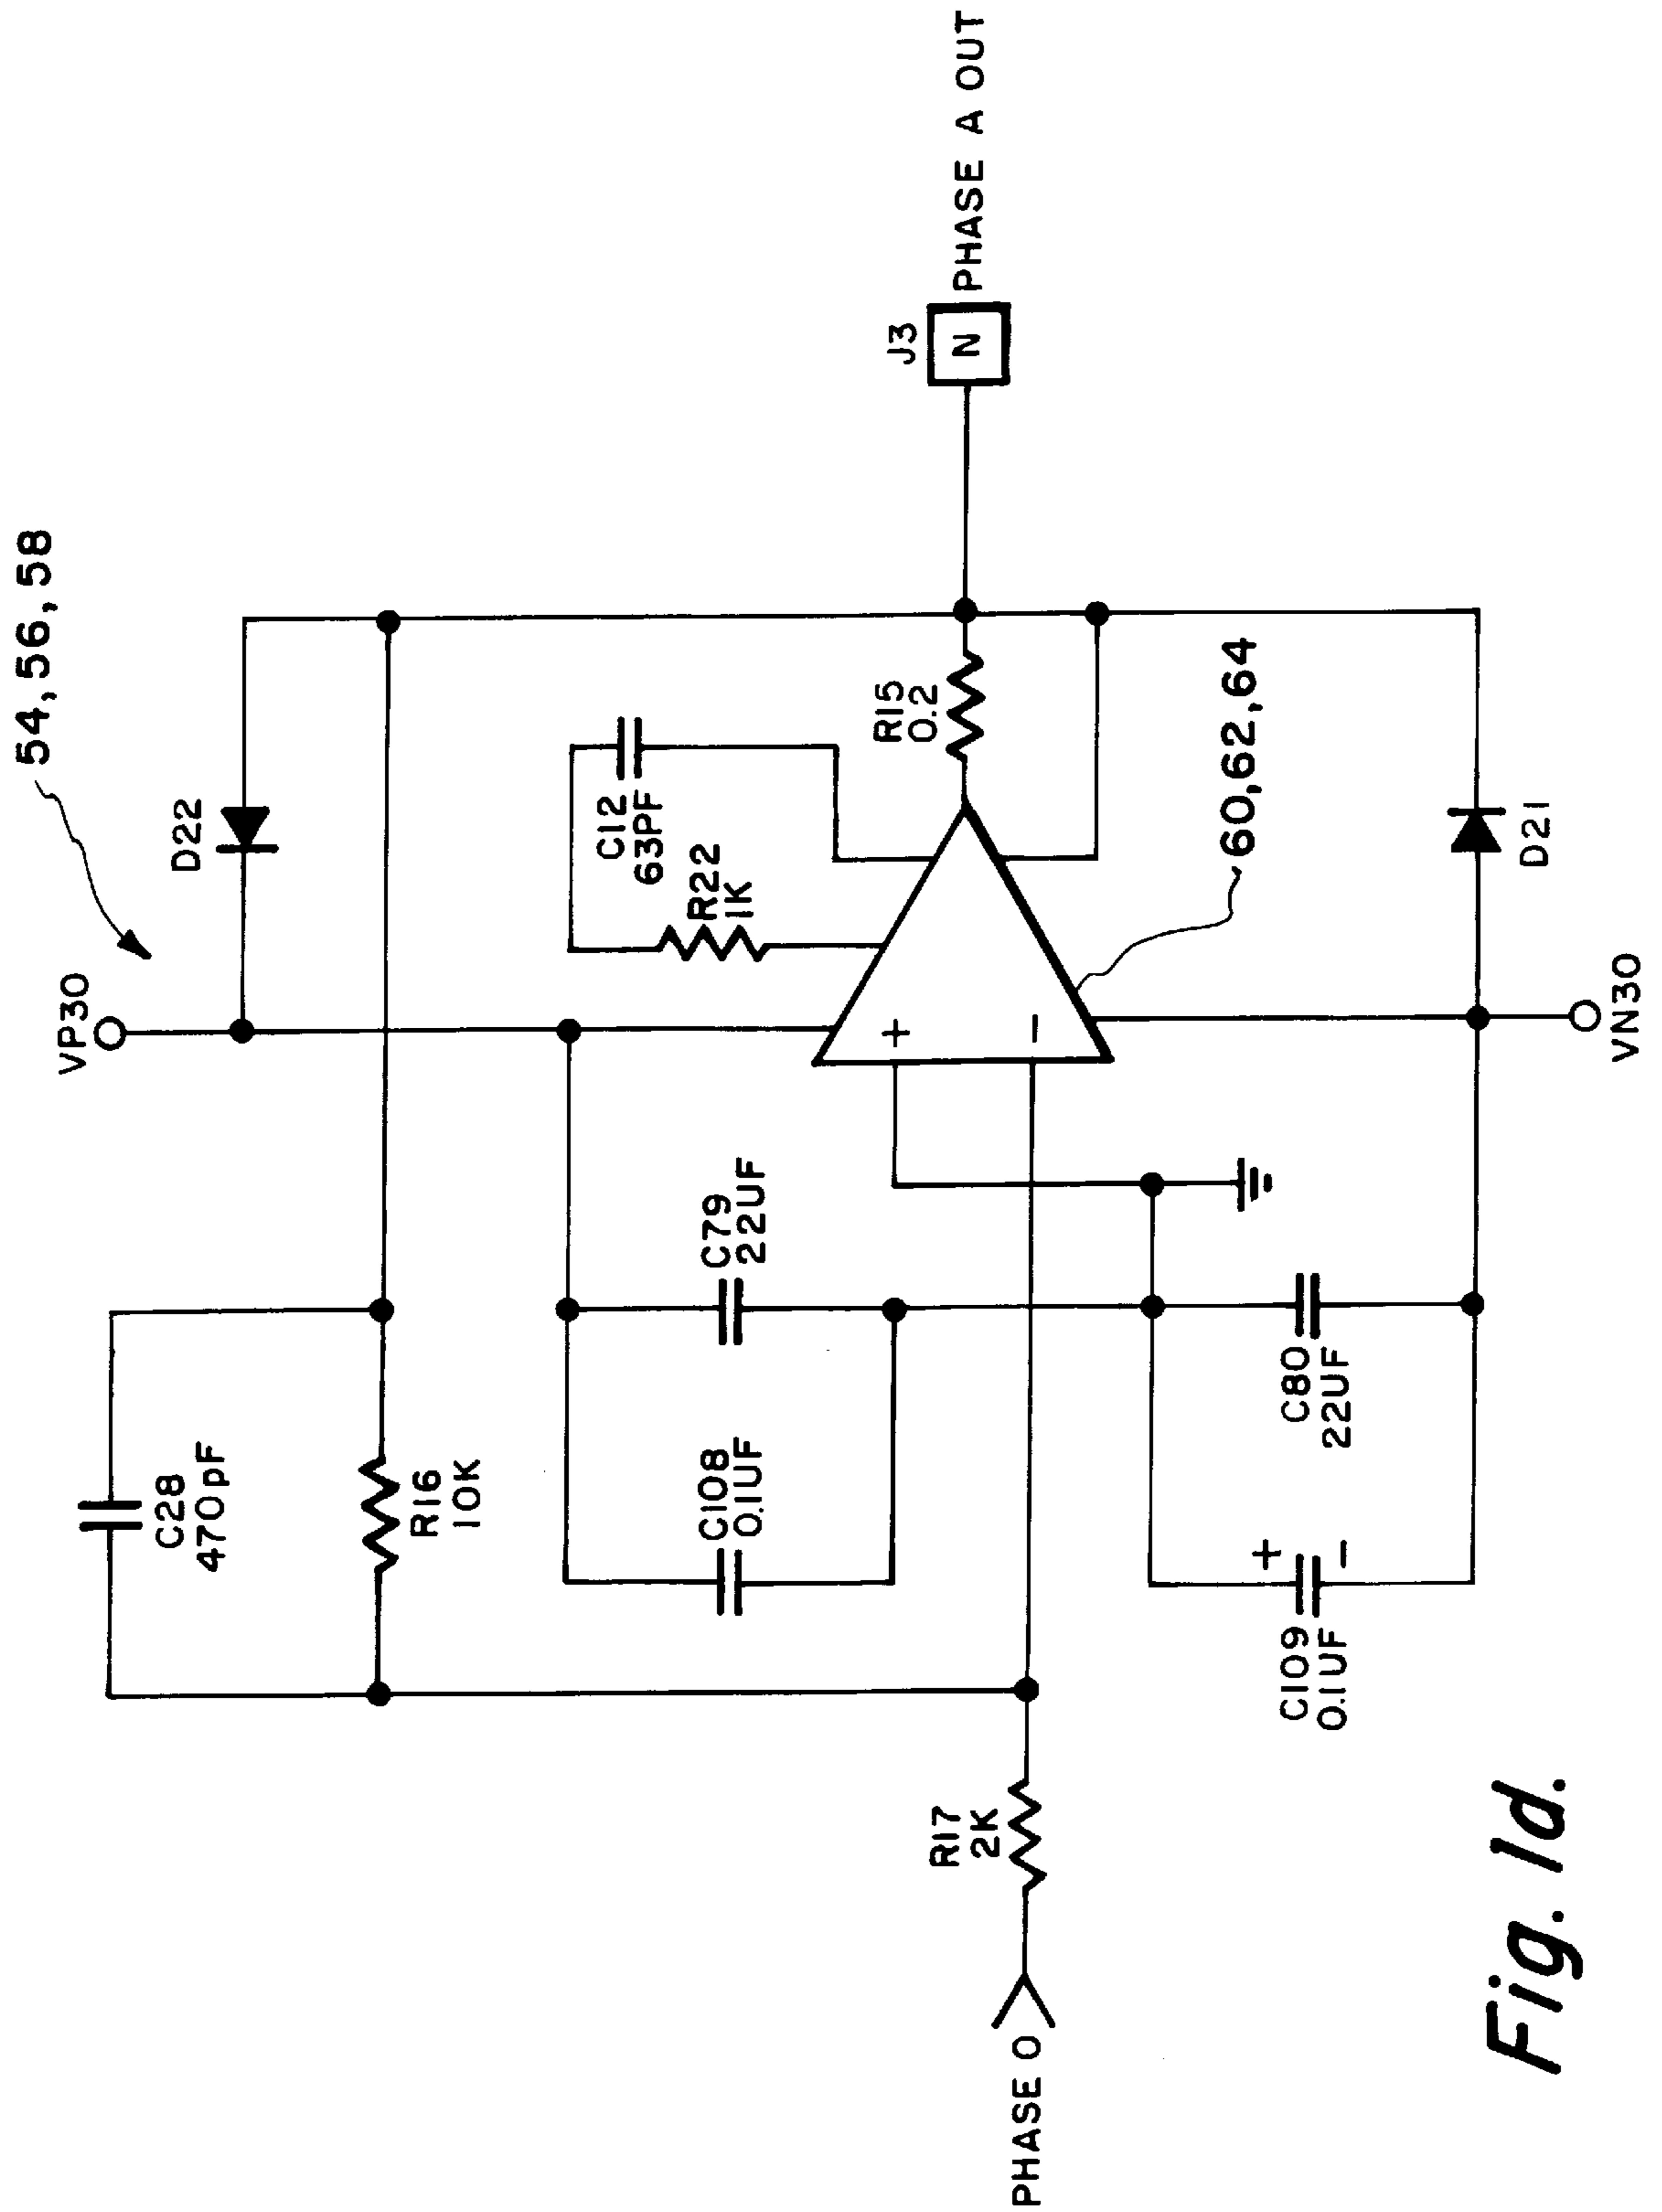 54, 56, 58
VP30
D22
C28
470pF
R16
10K
C12
63PF
R22
1K
C79
22UF
C108
0.1UF
R15
0.2
J3
N
PHASE A OUT
+
−
R17
2K
PHASE 0
60, 62, 64
C80
22UF
+
−
C109
0.1UF
D21
VN30
Fig. 1d.